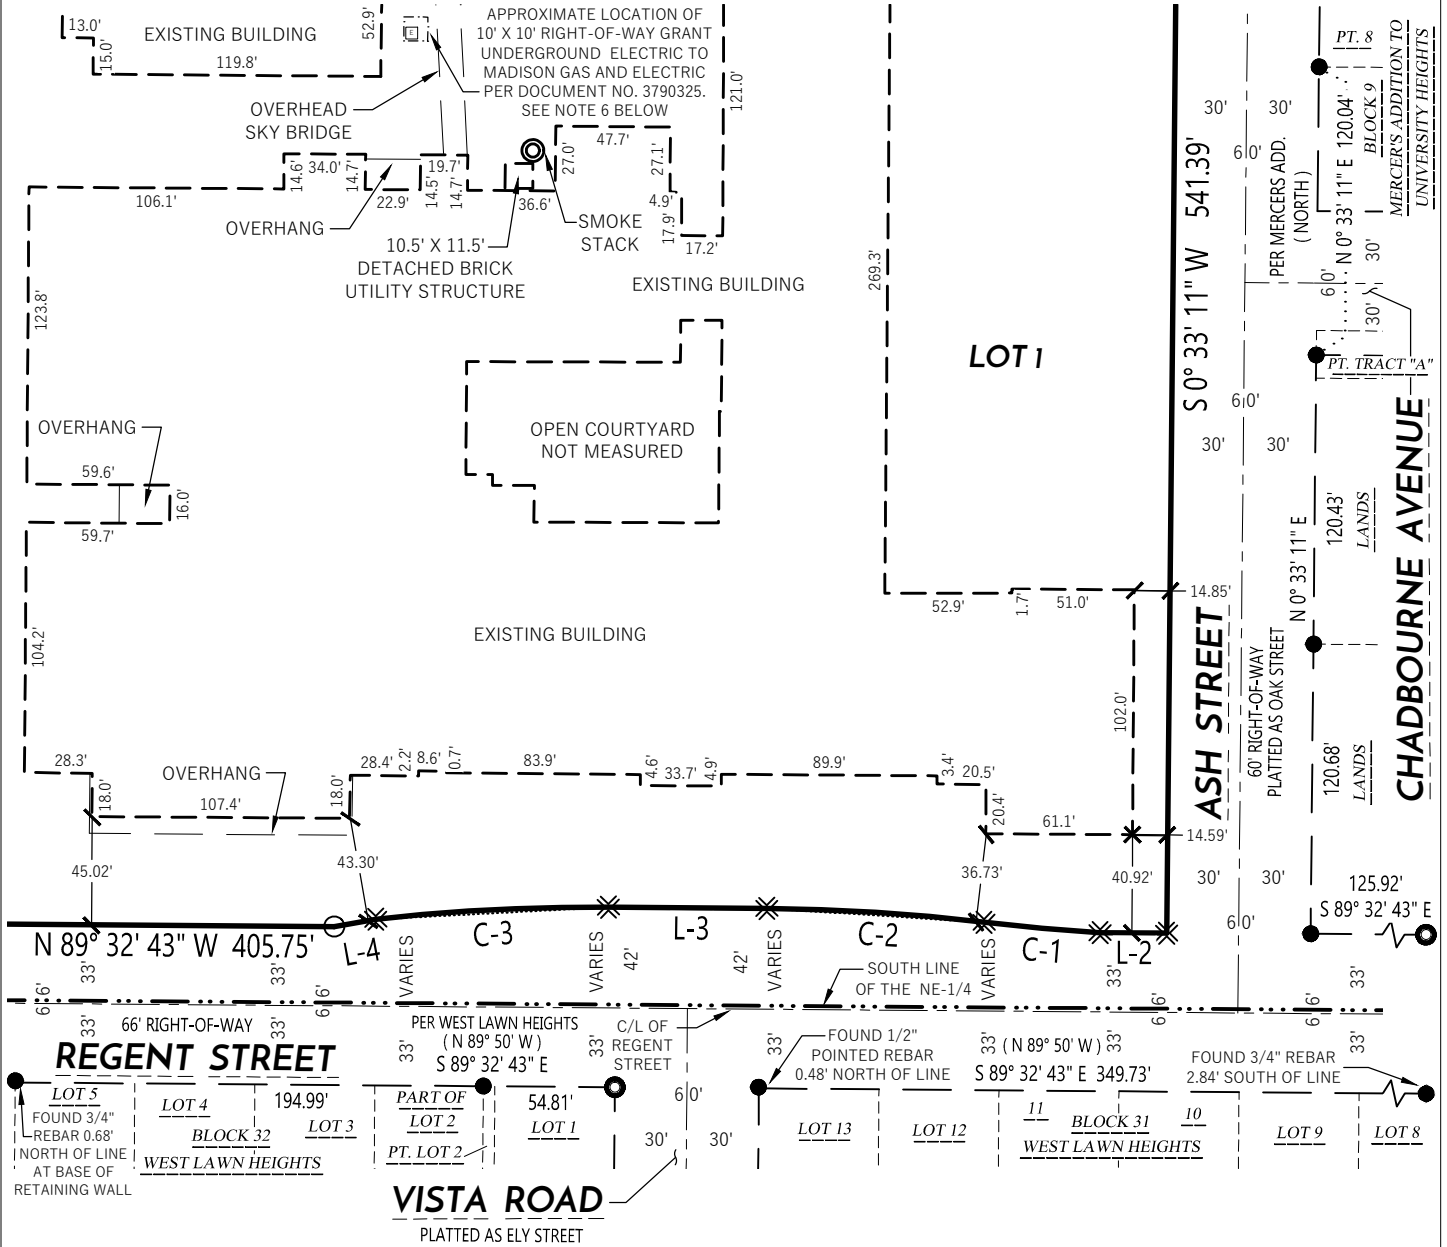 13.0'
15.0'
EXISTING BUILDING
119.8'
52.9'
E
APPROXIMATE LOCATION OF
10' X 10' RIGHT-OF-WAY GRANT
UNDERGROUND ELECTRIC TO
MADISON GAS AND ELECTRIC
PER DOCUMENT NO. 3790325.
SEE NOTE 6 BELOW
121.0'
OVERHEAD
SKY BRIDGE
47.7'
27.0'
27.1'
4.9'
17.9'
17.2'
106.1'
14.6'
34.0'
14.7'
22.9'
14.5'
19.7'
14.7'
36.6'
OVERHANG
10.5' X 11.5'
DETACHED BRICK
UTILITY STRUCTURE
SMOKE
STACK
EXISTING BUILDING
269.3'
123.8'
LOT 1
S 0° 33' 11" W 541.39'
30'
30'
60'
PER MERCERS ADD.
(NORTH)
N 0° 33' 11" E 120.04'
PT. 8
BLOCK 9
MERCER'S ADDITION TO
UNIVERSITY HEIGHTS
30'
60'
30'
PT. TRACT "A"
60'
30'
30'
OVERHANG
59.6'
16.0'
59.7'
OPEN COURTYARD
NOT MEASURED
N 0° 33' 11" E
120.43'
LANDS
CHADBOURNE AVENUE
52.9'
1.7'
51.0'
14.85'
EXISTING BUILDING
104.2'
102.0'
ASH STREET
60' RIGHT-OF-WAY
PLATTED AS OAK STREET
120.68'
LANDS
28.3'
18.0'
OVERHANG
107.4'
18.0'
28.4'
2.2'
8.6'
0.7'
83.9'
4.6'
33.7'
4.9'
89.9'
3.4'
20.5'
20.4'
61.1'
14.59'
45.02'
43.30'
36.73'
40.92'
30'
30'
60'
125.92'
S 89° 32' 43" E
N 89° 32' 43" W 405.75'
L-4
C-3
L-3
C-2
C-1
L-2
33'
33'
VARIES
VARIES
42'
42'
VARIES
VARIES
33'
33'
66'
66'
66'
66'
SOUTH LINE
OF THE NE-1/4
66' RIGHT-OF-WAY
33'
33'
REGENT STREET
PER WEST LAWN HEIGHTS
( N 89° 50' W )
S 89° 32' 43" E
33'
33'
C/L OF
REGENT
STREET
33'
FOUND 1/2"
POINTED REBAR
0.48' NORTH OF LINE
33'
( N 89° 50' W )
33'
S 89° 32' 43" E 349.73'
FOUND 3/4" REBAR
2.84' SOUTH OF LINE
33'
LOT 5
FOUND 3/4"
REBAR 0.68'
NORTH OF LINE
AT BASE OF
RETAINING WALL
LOT 4
194.99'
BLOCK 32
LOT 3
WEST LAWN HEIGHTS
PART OF
LOT 2
PT. LOT 2
54.81'
LOT 1
60'
30'
30'
LOT 13
LOT 12
11
BLOCK 31
10
WEST LAWN HEIGHTS
LOT 9
LOT 8
VISTA ROAD
PLATTED AS ELY STREET